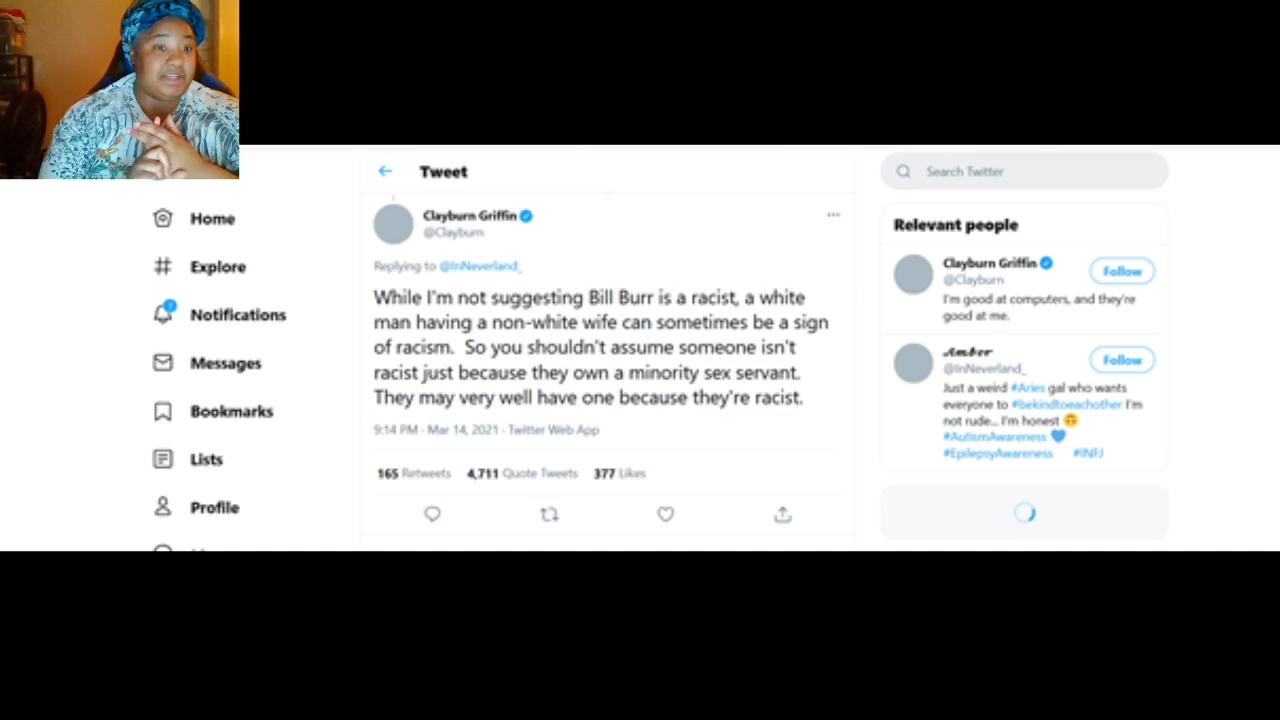 Home
Explore
Notifications
Messages
Bookmarks
Lists
Profile
Tweet
Clayburn Griffin
@Clayburn
Replying to @InNeverland_
While I'm not suggesting Bill Burr is a racist, a white
man having a non-white wife can sometimes be a sign
of racism. So you shouldn't assume someone isn't
racist just because they own a minority sex servant.
They may very well have one because they're racist.
9:14 PM · Mar 14, 2021 · Twitter Web App
165 Retweets 4,711 Quote Tweets 377 Likes
Search Twitter
Relevant people
Clayburn Griffin
@Clayburn
Follow
I'm good at computers, and they're
good at me.
Amber
@InNeverland_
Follow
Just a weird #Aries gal who wants
everyone to #bekindtoeachother I'm
not rude... I'm honest 🙃
#AutismAwareness 💙
#EpilepsyAwareness #INFJ